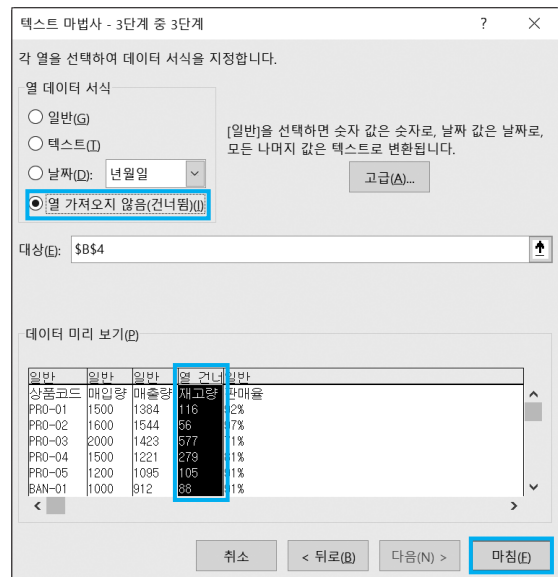 텍스트 마법사 - 3단계 중 3단계 ? ×
각 열을 선택하여 데이터 서식을 지정합니다.
열 데이터 서식
일반(G)
텍스트(T)
날짜(D): 년월일
열 가져오지 않음(건너뜀)(I)
[일반]을 선택하면 숫자 값은 숫자로, 날짜 값은 날짜로,
모든 나머지 값은 텍스트로 변환됩니다.
고급(A)...
대상(E): $B$4
데이터 미리 보기(P)
일반 일반 일반 열 건너 일반
상품코드 매입량 매출량 재고량 판매율
PRO-01 1500 1384 116 92%
PRO-02 1600 1544 56 97%
PRO-03 2000 1423 577 71%
PRO-04 1500 1221 279 81%
PRO-05 1200 1095 105 91%
BAN-01 1000 912 88 91%
취소 < 뒤로(B) 다음(N) > 마침(F)